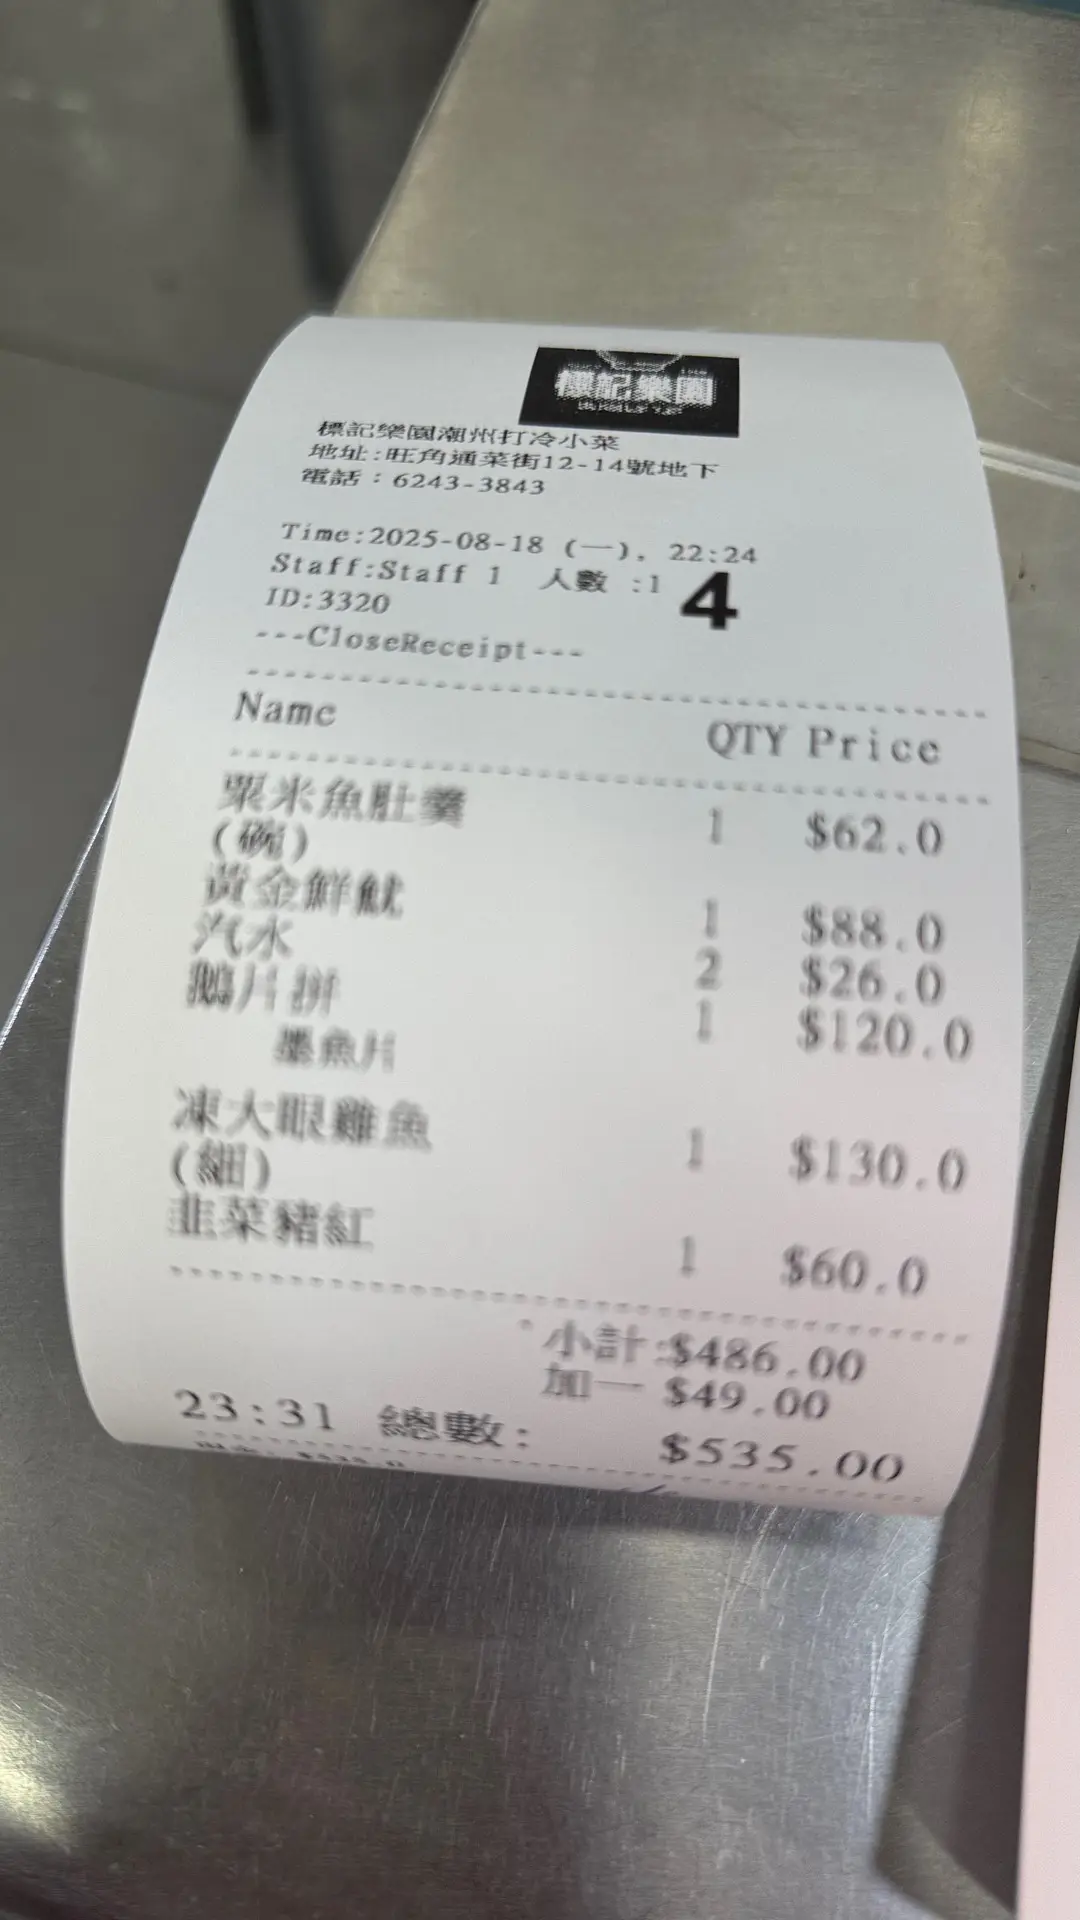 標記樂園
標記樂園潮州打冷小菜
地址:旺角通菜街12-14號地下
電話:6243-3843
Time:2025-08-18 (一), 22:24
Staff:Staff 1 人數 :1 4
ID:3320
---CloseReceipt---
Name QTY Price
粟米魚肚羹 1 $62.0
(碗)
黃金鮮魷 1 $88.0
汽水 2 $26.0
鵝片拼 1 $120.0
墨魚片
凍大眼雞魚 1 $130.0
(細)
韭菜豬紅 1 $60.0
小計:$486.00
加一 $49.00
23:31 總數: $535.00